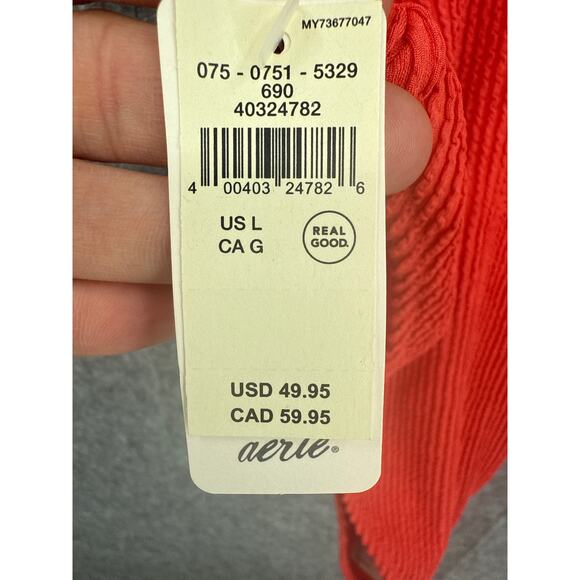 MY73677047
075 - 0751 - 5329
690
40324782
4 00403 24782 6
US L
CA G
REAL
GOOD.
USD 49.95
CAD 59.95
aerie®